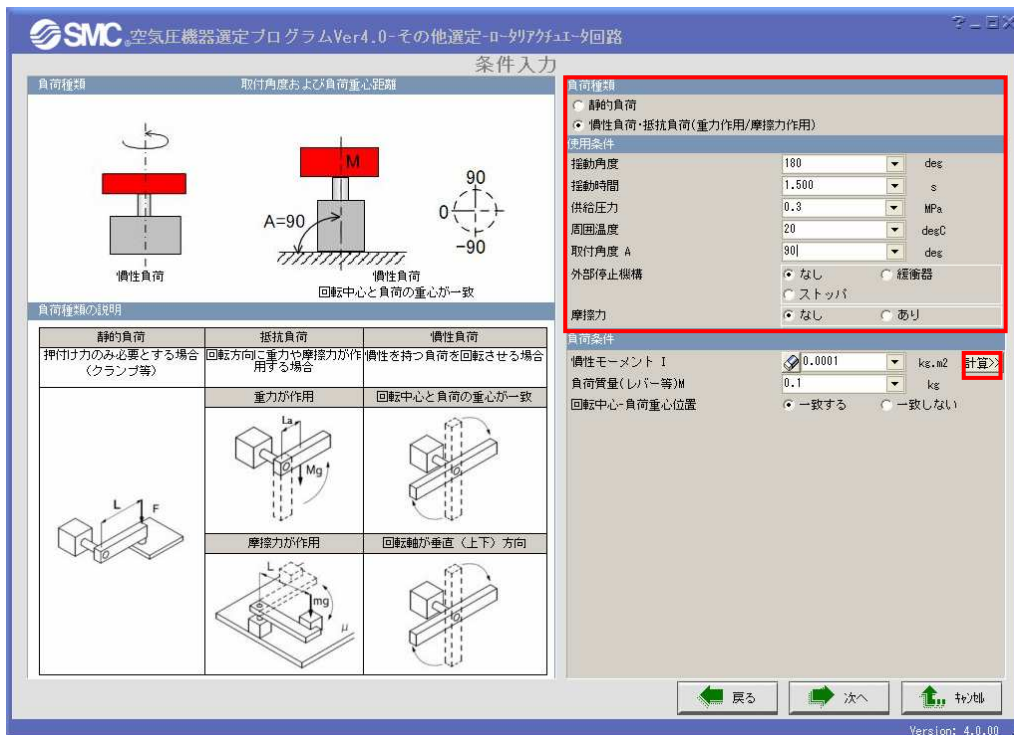 SMC 空気圧機器選定プログラムVer4.0-その他選定-ロータリアクチュエータ回路
条件入力
負荷種類 取付角度および負荷重心距離
M
A=90
90
0
-90
慣性負荷
慣性負荷
回転中心と負荷の重心が一致
負荷種類の説明
静的負荷 抵抗負荷 慣性負荷
押付け力のみ必要とする場合(クランプ等)
回転方向に重力や摩擦力が作用する場合
慣性を持つ負荷を回転させる場合
重力が作用 回転中心と負荷の重心が一致
La
Mg
L F
摩擦力が作用 回転軸が垂直(上下)方向
L
mg
μ
負荷種類
静的負荷
慣性負荷・抵抗負荷(重力作用/摩擦力作用)
使用条件
揺動角度 180 deg
揺動時間 1.500 s
供給圧力 0.3 MPa
周囲温度 20 degC
取付角度 A 90 deg
外部停止機構 なし 緩衝器
ストッパ
摩擦力 なし あり
負荷条件
慣性モーメント I 0.0001 kg.m2 計算>>
負荷質量(レバー等)M 0.1 kg
回転中心-負荷重心位置 一致する 一致しない
戻る 次へ キャンセル
Version: 4.0.00